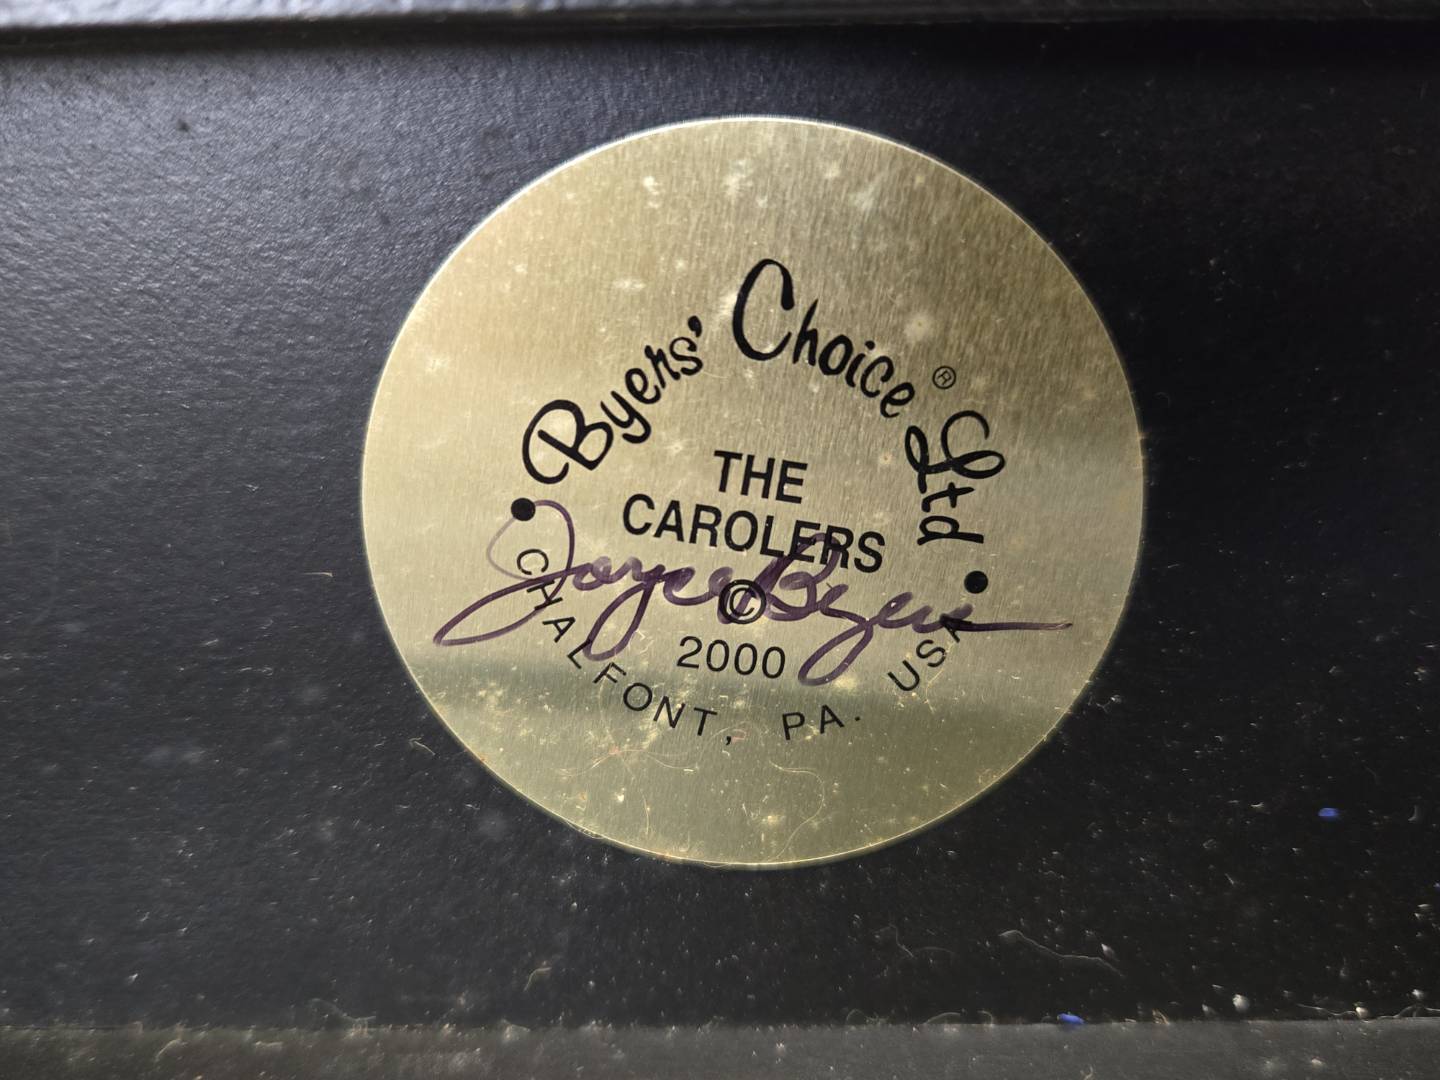 Byers' Choice ® Ltd
THE
CAROLERS
©
2000
• CHALFONT, PA. USA •
Joyce Byers